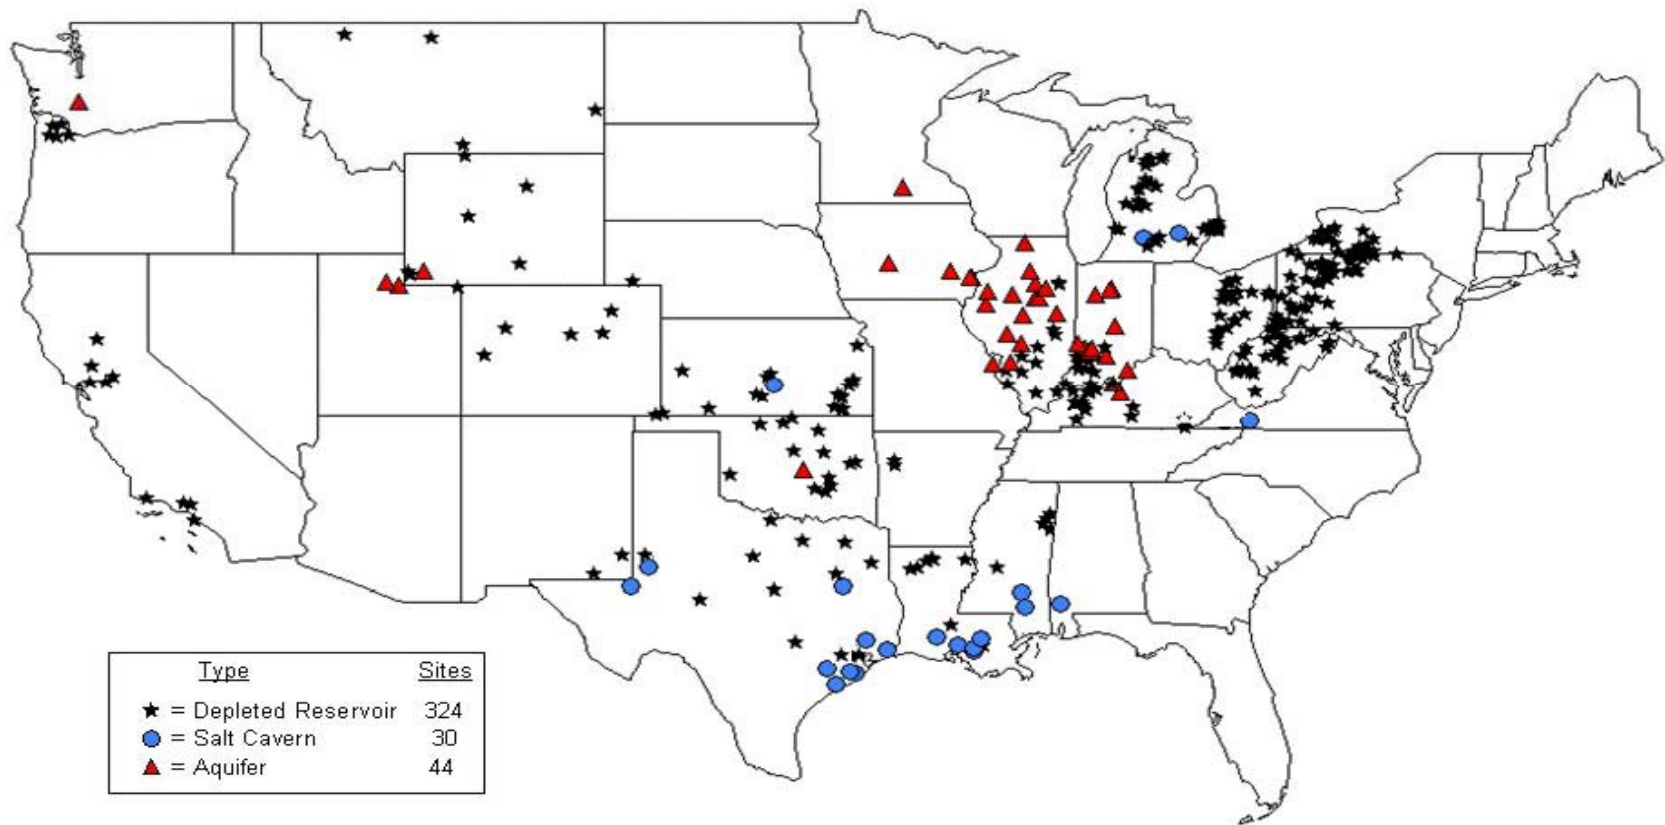 Type Sites
= Depleted Reservoir 324
= Salt Cavern 30
= Aquifer 44